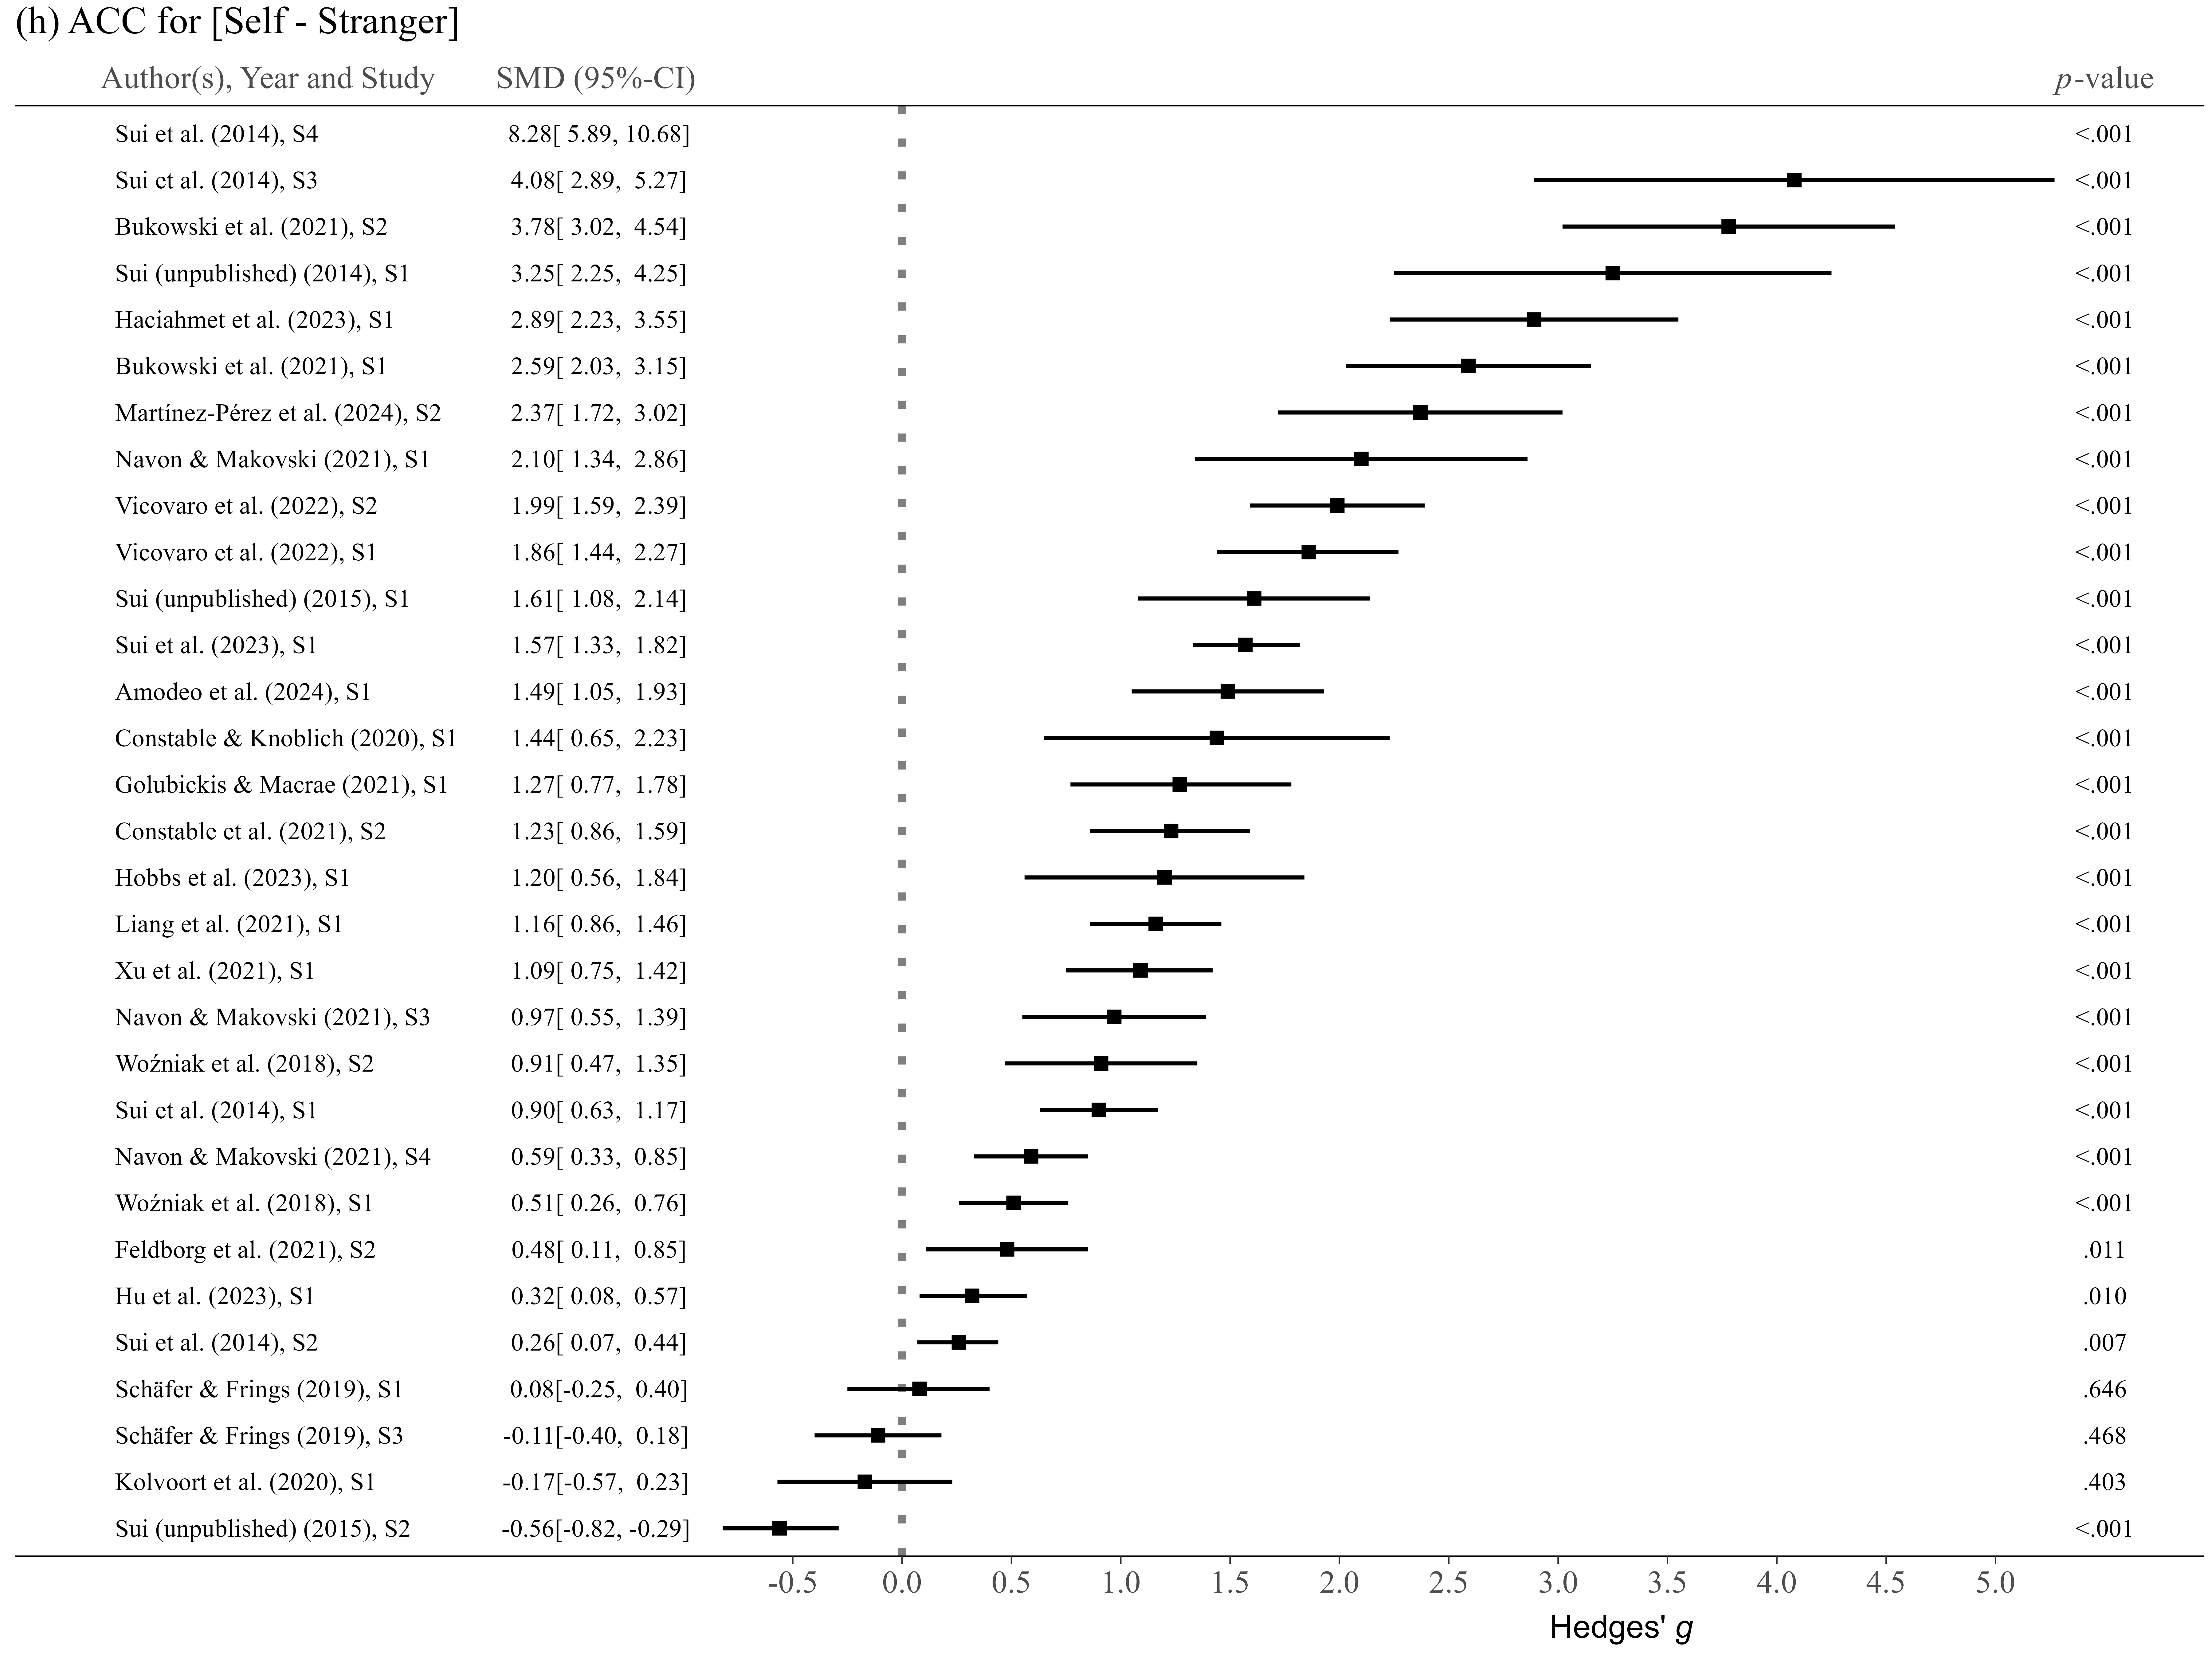 (h) ACC for [Self - Stranger]
Author(s), Year and Study SMD (95%-CI) p-value
Sui et al. (2014), S4 8.28[ 5.89, 10.68] <.001
Sui et al. (2014), S3 4.08[ 2.89, 5.27] <.001
Bukowski et al. (2021), S2 3.78[ 3.02, 4.54] <.001
Sui (unpublished) (2014), S1 3.25[ 2.25, 4.25] <.001
Haciahmet et al. (2023), S1 2.89[ 2.23, 3.55] <.001
Bukowski et al. (2021), S1 2.59[ 2.03, 3.15] <.001
Martínez-Pérez et al. (2024), S2 2.37[ 1.72, 3.02] <.001
Navon & Makovski (2021), S1 2.10[ 1.34, 2.86] <.001
Vicovaro et al. (2022), S2 1.99[ 1.59, 2.39] <.001
Vicovaro et al. (2022), S1 1.86[ 1.44, 2.27] <.001
Sui (unpublished) (2015), S1 1.61[ 1.08, 2.14] <.001
Sui et al. (2023), S1 1.57[ 1.33, 1.82] <.001
Amodeo et al. (2024), S1 1.49[ 1.05, 1.93] <.001
Constable & Knoblich (2020), S1 1.44[ 0.65, 2.23] <.001
Golubickis & Macrae (2021), S1 1.27[ 0.77, 1.78] <.001
Constable et al. (2021), S2 1.23[ 0.86, 1.59] <.001
Hobbs et al. (2023), S1 1.20[ 0.56, 1.84] <.001
Liang et al. (2021), S1 1.16[ 0.86, 1.46] <.001
Xu et al. (2021), S1 1.09[ 0.75, 1.42] <.001
Navon & Makovski (2021), S3 0.97[ 0.55, 1.39] <.001
Woźniak et al. (2018), S2 0.91[ 0.47, 1.35] <.001
Sui et al. (2014), S1 0.90[ 0.63, 1.17] <.001
Navon & Makovski (2021), S4 0.59[ 0.33, 0.85] <.001
Woźniak et al. (2018), S1 0.51[ 0.26, 0.76] <.001
Feldborg et al. (2021), S2 0.48[ 0.11, 0.85] .011
Hu et al. (2023), S1 0.32[ 0.08, 0.57] .010
Sui et al. (2014), S2 0.26[ 0.07, 0.44] .007
Schäfer & Frings (2019), S1 0.08[-0.25, 0.40] .646
Schäfer & Frings (2019), S3 -0.11[-0.40, 0.18] .468
Kolvoort et al. (2020), S1 -0.17[-0.57, 0.23] .403
Sui (unpublished) (2015), S2 -0.56[-0.82, -0.29] <.001
-0.5 0.0 0.5 1.0 1.5 2.0 2.5 3.0 3.5 4.0 4.5 5.0
Hedges' g